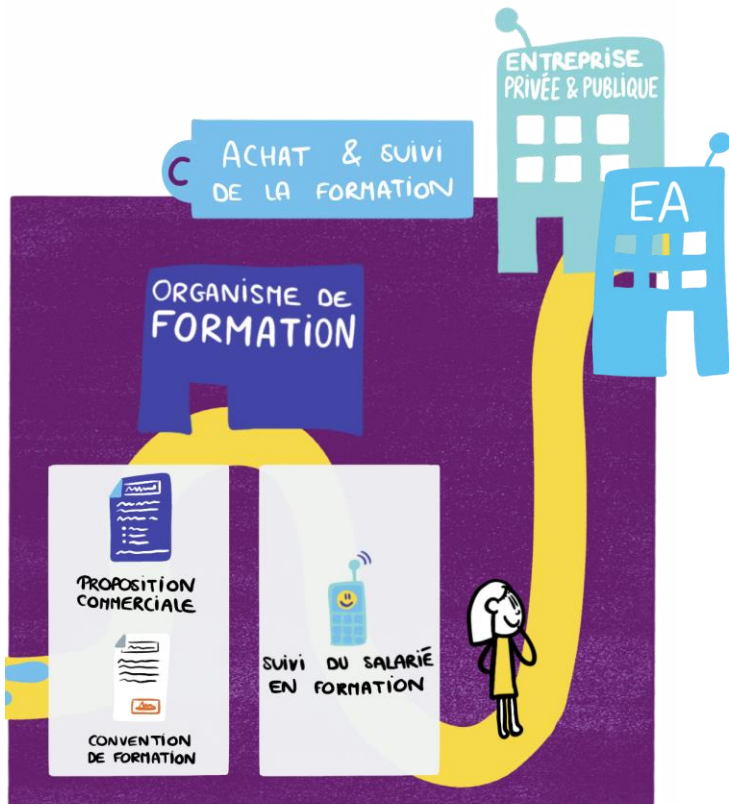 ENTREPRISE
PRIVÉE & PUBLIQUE
C
ACHAT & SUIVI
DE LA FORMATION
EA
ORGANISME DE
FORMATION
PROPOSITION
COMMERCIALE
CONVENTION
DE FORMATION
SUIVI DU SALARIÉ
EN FORMATION